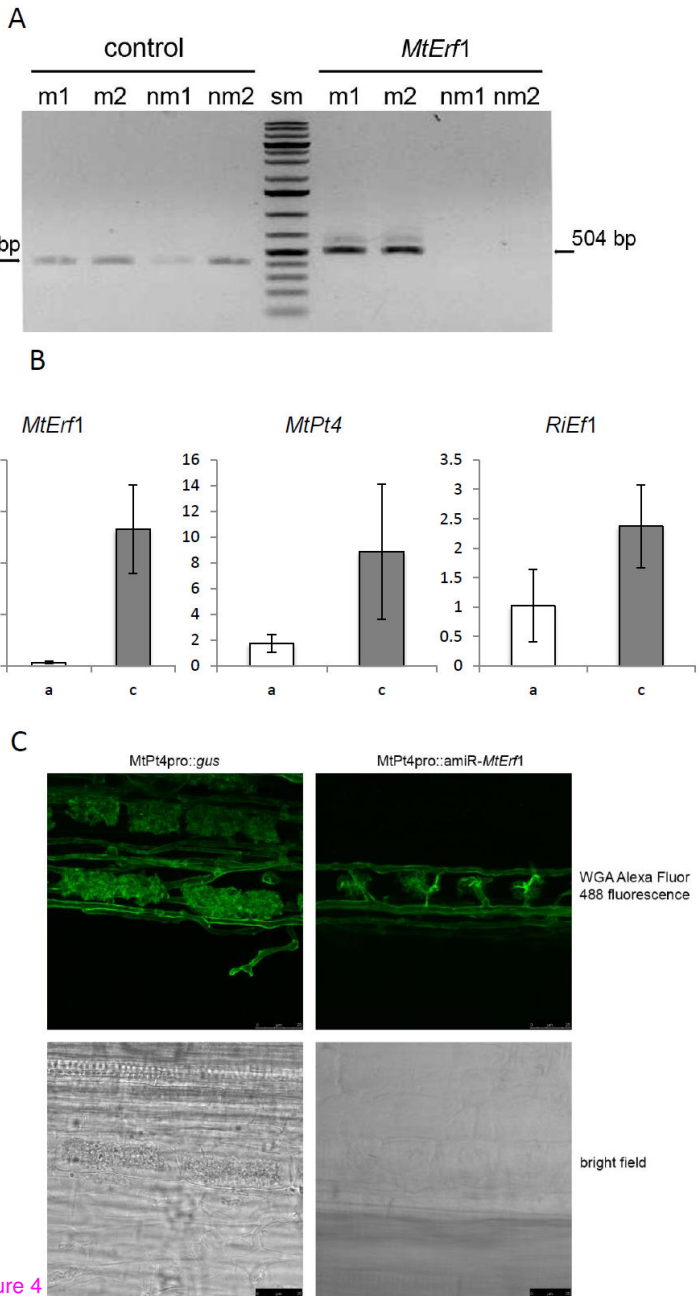 A
control MtErf1
m1 m2 nm1 nm2 sm m1 m2 nm1 nm2
bp
504 bp
B
MtErf1 MtPt4 RiEf1
16
14
12
10
8
6
4
2
0
3.5
3
2.5
2
1.5
1
0.5
0
a c a c a c
C
MtPt4pro::gus MtPt4pro::amiR-MtErf1
WGA Alexa Fluor
488 fluorescence
bright field
ure 4